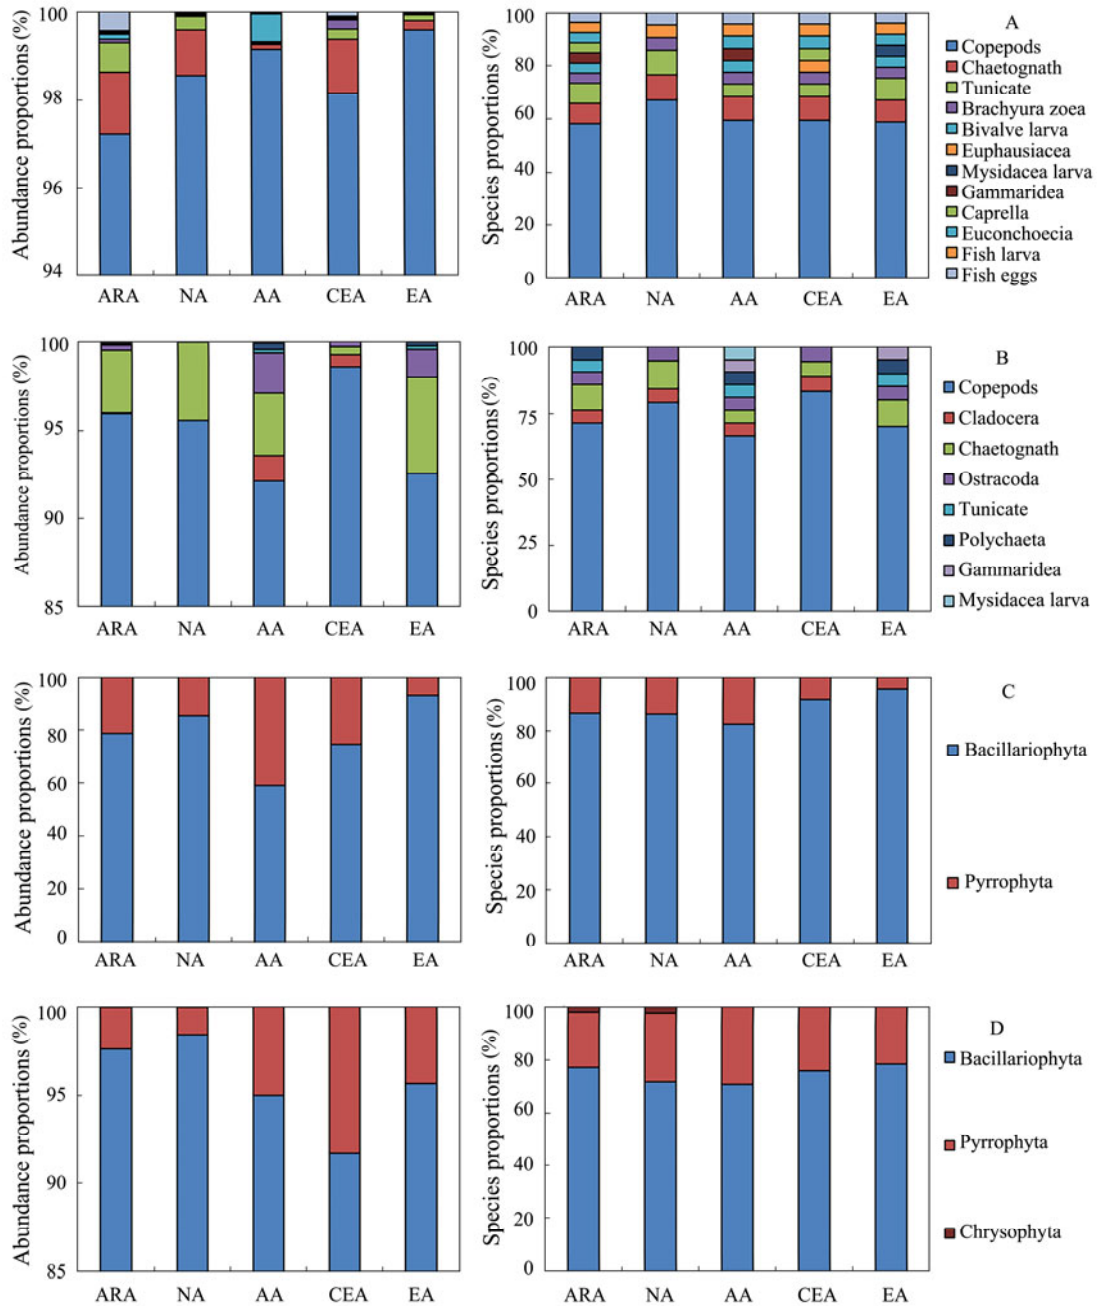 Abundance proportions (%)
100
98
96
94
ARA NA AA CEA EA
Species proportions (%)
100
80
60
40
20
0
ARA NA AA CEA EA
A
Copepods
Chaetognath
Tunicate
Brachyura zoea
Bivalve larva
Euphausiacea
Mysidacea larva
Gammaridea
Caprella
Euconchoecia
Fish larva
Fish eggs
Abundance proportions (%)
100
95
90
85
ARA NA AA CEA EA
Species proportions (%)
100
75
50
25
0
ARA NA AA CEA EA
B
Copepods
Cladocera
Chaetognath
Ostracoda
Tunicate
Polychaeta
Gammaridea
Mysidacea larva
Abundance proportions (%)
100
80
60
40
20
0
ARA NA AA CEA EA
Species proportions (%)
100
80
60
40
20
0
ARA NA AA CEA EA
C
Bacillariophyta
Pyrrophyta
Abundance proportions (%)
100
95
90
85
ARA NA AA CEA EA
Species proportions (%)
100
80
60
40
20
0
ARA NA AA CEA EA
D
Bacillariophyta
Pyrrophyta
Chrysophyta